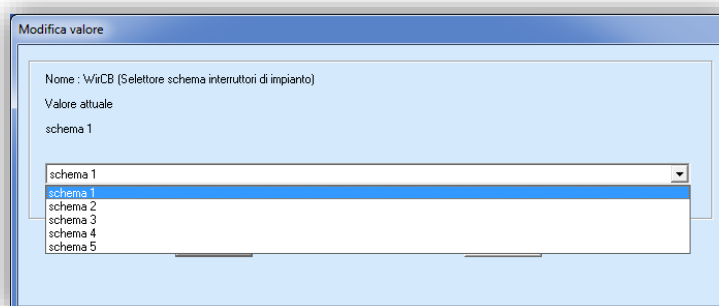 Modifica valore
Nome : WirCB (Selettore schema interruttori di impianto)
Valore attuale
schema 1
schema 1
schema 1
schema 2
schema 3
schema 4
schema 5